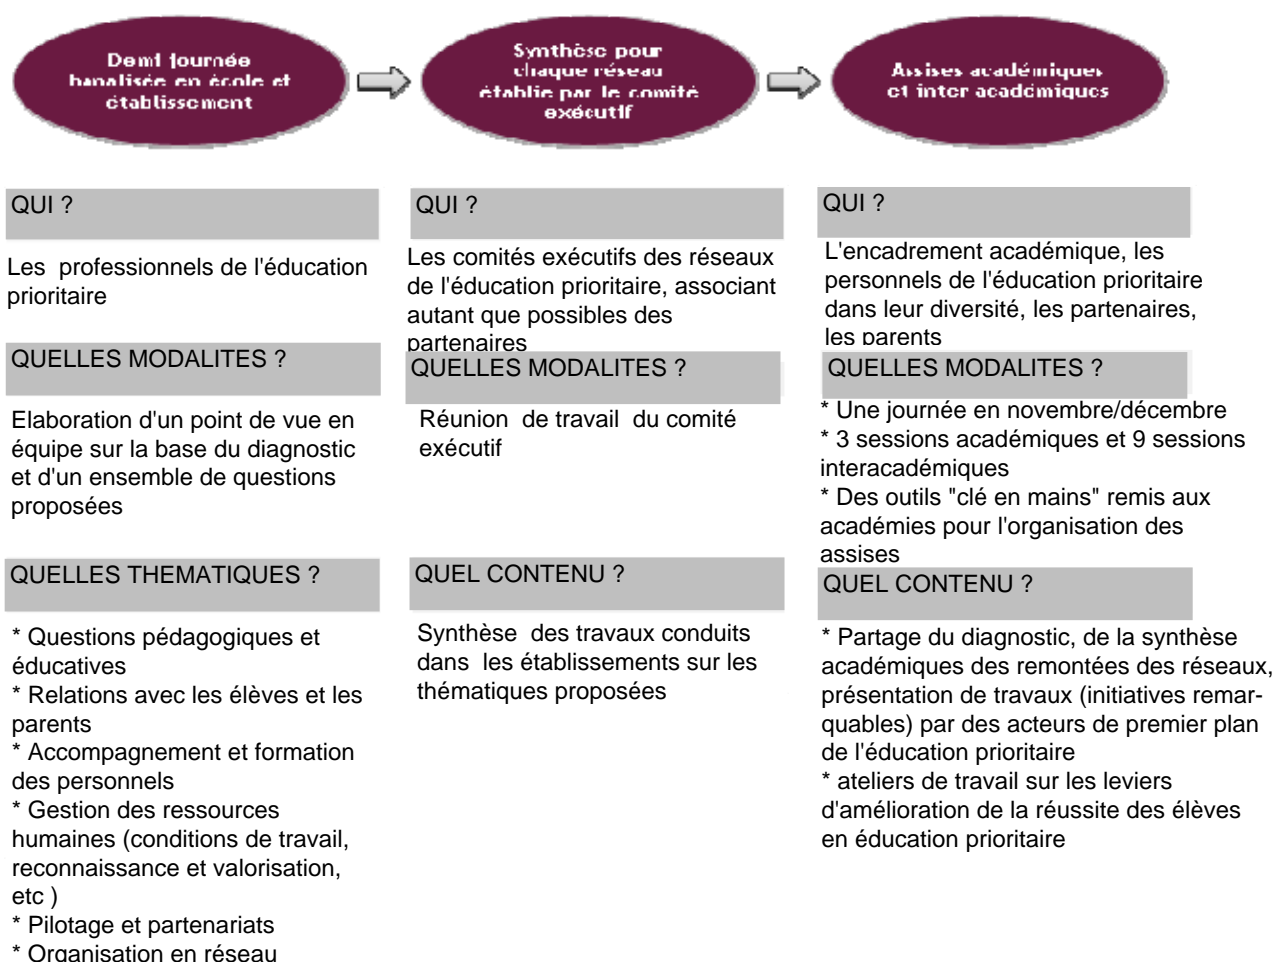 Demi journée
banalisée en école et
établissement
Synthèse pour
chaque réseau
établie par le comité
exécutif
Assises académiques
et inter académiques
QUI ?
Les  professionnels de l'éducation
prioritaire
QUELLES MODALITES ?
Elaboration d'un point de vue en
équipe sur la base du diagnostic
et d'un ensemble de questions
proposées
QUELLES THEMATIQUES ?
* Questions pédagogiques et
éducatives
* Relations avec les élèves et les
parents
* Accompagnement et formation
des personnels
* Gestion des ressources
humaines (conditions de travail,
reconnaissance et valorisation,
etc )
* Pilotage et partenariats
* Organisation en réseau
QUI ?
Les comités exécutifs des réseaux
de l'éducation prioritaire, associant
autant que possibles des
partenaires
QUELLES MODALITES ?
Réunion  de travail  du comité
exécutif
QUEL CONTENU ?
Synthèse  des travaux conduits
dans  les établissements sur les
thématiques proposées
QUI ?
L'encadrement académique, les
personnels de l'éducation prioritaire
dans leur diversité, les partenaires,
les parents
QUELLES MODALITES ?
* Une journée en novembre/décembre
* 3 sessions académiques et 9 sessions
interacadémiques
* Des outils "clé en mains" remis aux
académies pour l'organisation des
assises
QUEL CONTENU ?
* Partage du diagnostic, de la synthèse
académiques des remontées des réseaux,
présentation de travaux (initiatives remar-
quables) par des acteurs de premier plan
de l'éducation prioritaire
* ateliers de travail sur les leviers
d'amélioration de la réussite des élèves
en éducation prioritaire